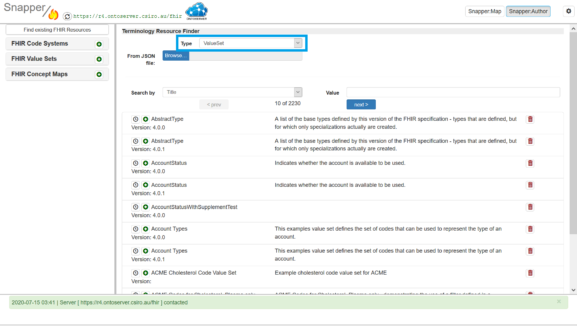 Snapper
https://r4.ontoserver.csiro.au/fhir
Snapper:Map
Snapper:Author
Find existing FHIR Resources
FHIR Code Systems
FHIR Value Sets
FHIR Concept Maps
Terminology Resource Finder
Type ValueSet
From JSON file:
Browse
Search by Title
Value
< prev
10 of 2230
next >
AbstractType
Version: 4.0.0
A list of the base types defined by this version of the FHIR specification - types that are defined, but
for which only specializations actually are created.
AbstractType
Version: 4.0.1
A list of the base types defined by this version of the FHIR specification - types that are defined, but
for which only specializations actually are created.
AccountStatus
Version: 4.0.0
Indicates whether the account is available to be used.
AccountStatus
Version: 4.0.1
Indicates whether the account is available to be used.
AccountStatusWithSupplementTest
Version: 4.0.0
Account Types
Version: 4.0.0
This examples value set defines the set of codes that can be used to represent the type of an
account.
Account Types
Version: 4.0.1
This examples value set defines the set of codes that can be used to represent the type of an
account.
ACME Cholesterol Code Value Set
Version:
Example cholesterol code value set for ACME
2020-07-15 03:41 | Server | https://r4.ontoserver.csiro.au/fhir | contacted